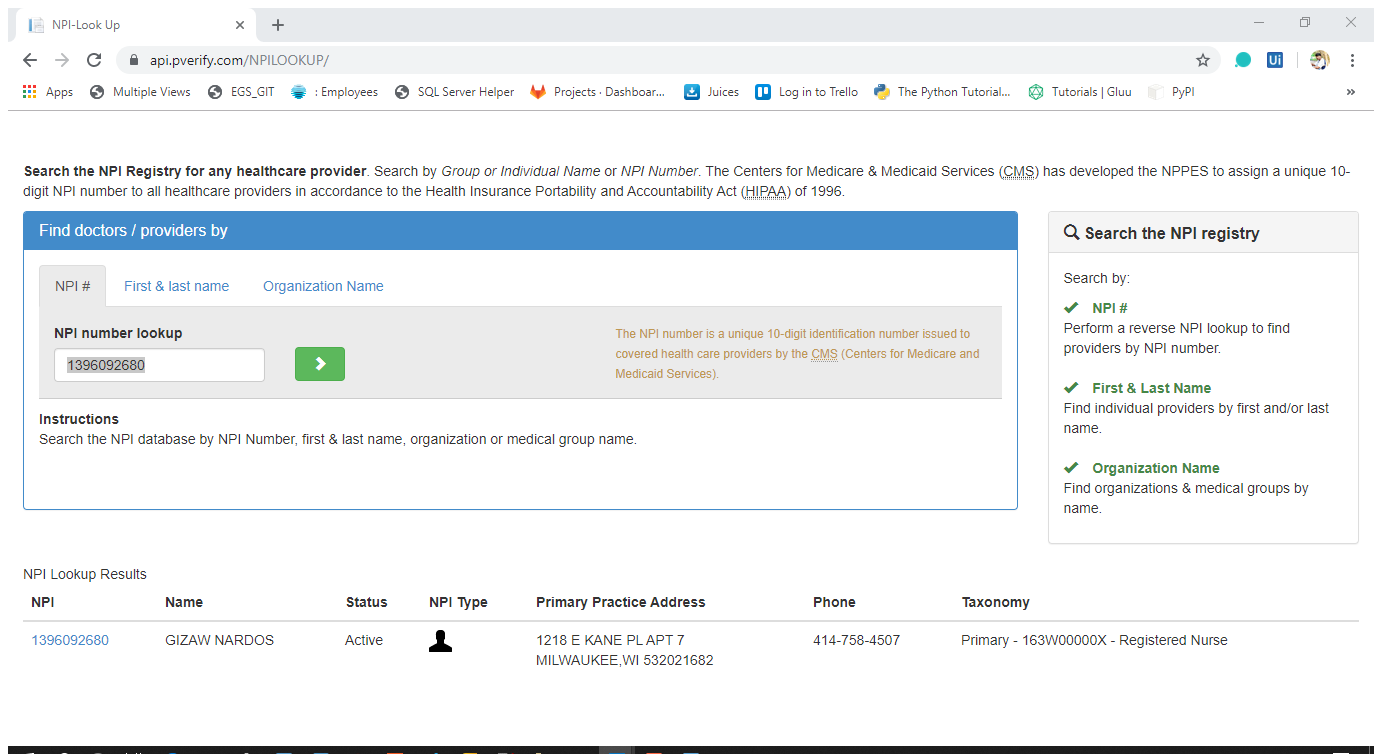 NPI-Look Up
api.pverify.com/NPILOOKUP/
Ui
Apps Multiple Views EGS_GIT : Employees SQL Server Helper Projects · Dashboar... Juices Log in to Trello The Python Tutorial... Tutorials | Gluu PyPI »
Search the NPI Registry for any healthcare provider. Search by Group or Individual Name or NPI Number. The Centers for Medicare & Medicaid Services (CMS) has developed the NPPES to assign a unique 10-
digit NPI number to all healthcare providers in accordance to the Health Insurance Portability and Accountability Act (HIPAA) of 1996.
Find doctors / providers by
NPI # First & last name Organization Name
NPI number lookup
1396092680
The NPI number is a unique 10-digit identification number issued to
covered health care providers by the CMS (Centers for Medicare and
Medicaid Services).
Instructions
Search the NPI database by NPI Number, first & last name, organization or medical group name.
Search the NPI registry
Search by:
NPI #
Perform a reverse NPI lookup to find
providers by NPI number.
First & Last Name
Find individual providers by first and/or last
name.
Organization Name
Find organizations & medical groups by
name.
NPI Lookup Results
NPI Name Status NPI Type Primary Practice Address Phone Taxonomy
1396092680 GIZAW NARDOS Active 1218 E KANE PL APT 7 414-758-4507 Primary - 163W00000X - Registered Nurse
MILWAUKEE,WI 532021682